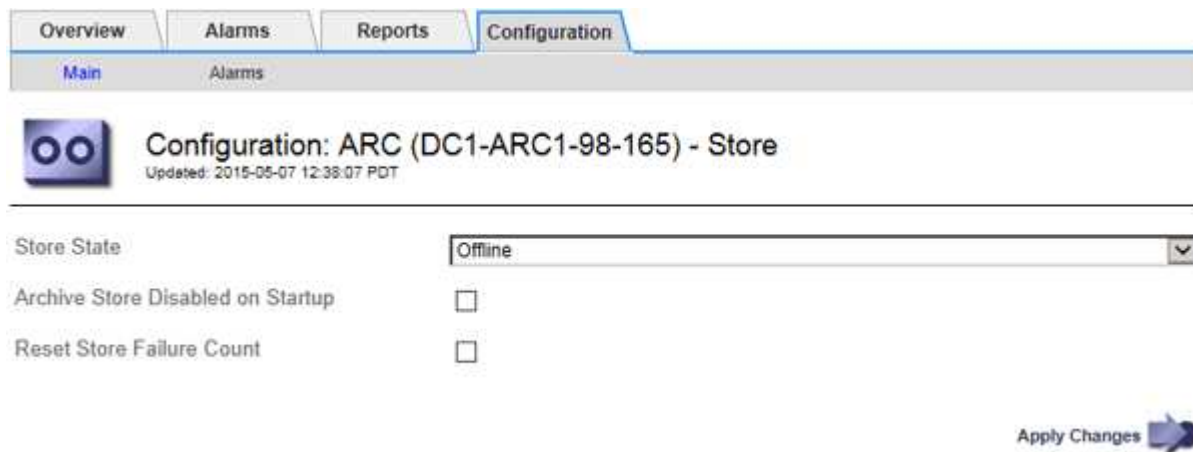 Overview Alarms Reports Configuration
Main Alarms
Configuration: ARC (DC1-ARC1-98-165) - Store
Updated: 2015-05-07 12:38:07 PDT
Store State Offline
Archive Store Disabled on Startup
Reset Store Failure Count
Apply Changes